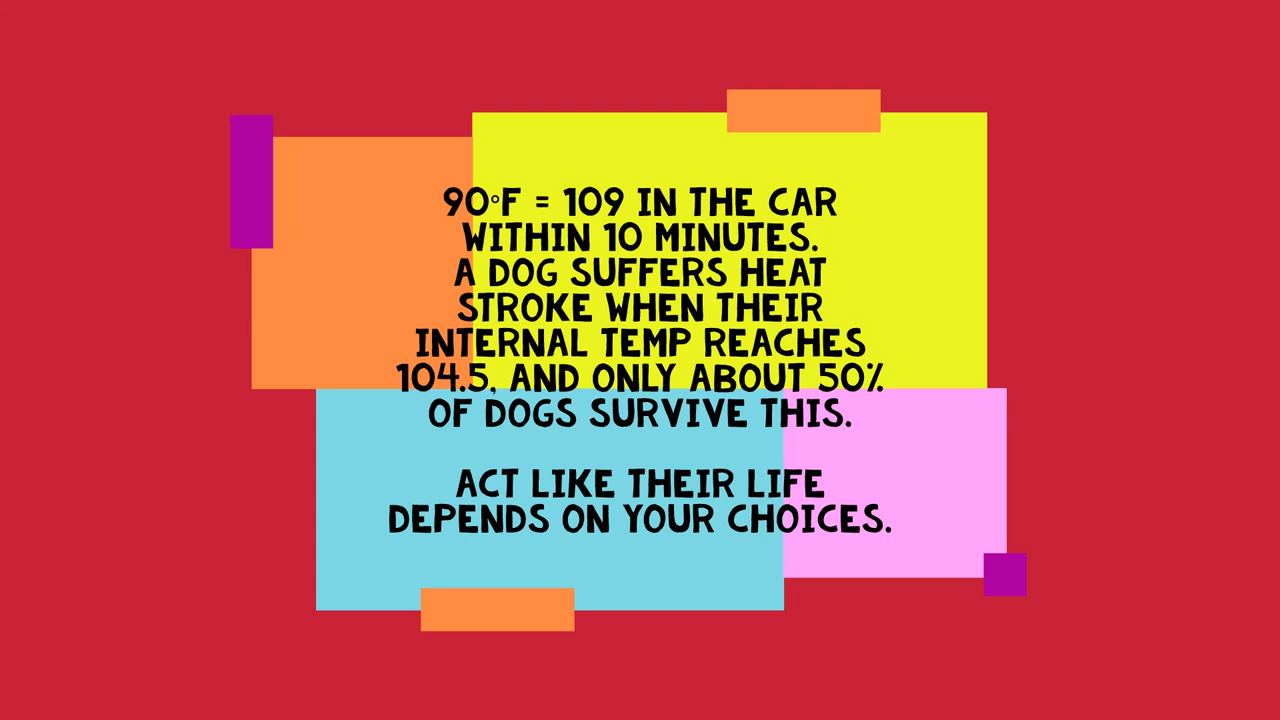 90°F = 109 IN THE CAR
WITHIN 10 MINUTES.
A DOG SUFFERS HEAT
STROKE WHEN THEIR
INTERNAL TEMP REACHES
104.5, AND ONLY ABOUT 50%
OF DOGS SURVIVE THIS.
ACT LIKE THEIR LIFE
DEPENDS ON YOUR CHOICES.